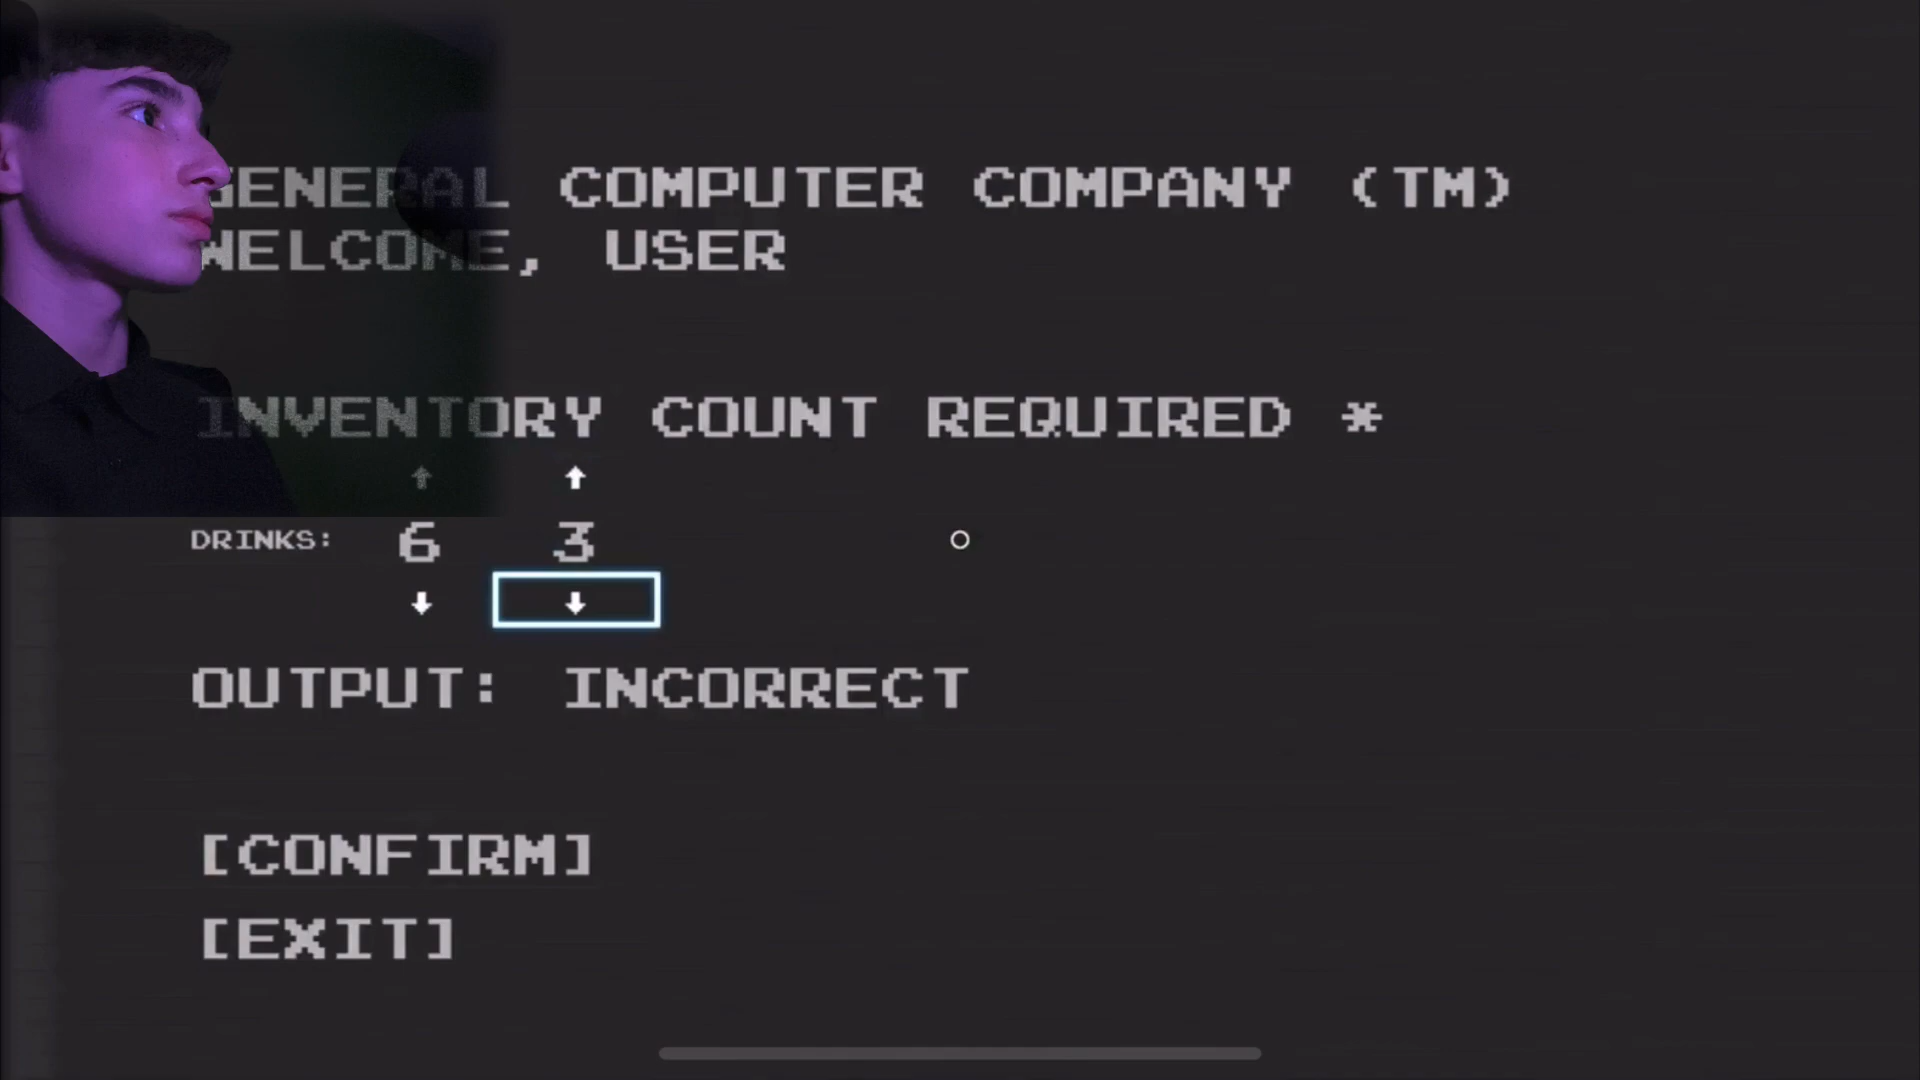 GENERAL COMPUTER COMPANY (TM)
WELCOME, USER
INVENTORY COUNT REQUIRED *
DRINKS: 6 3
OUTPUT: INCORRECT
[CONFIRM]
[EXIT]